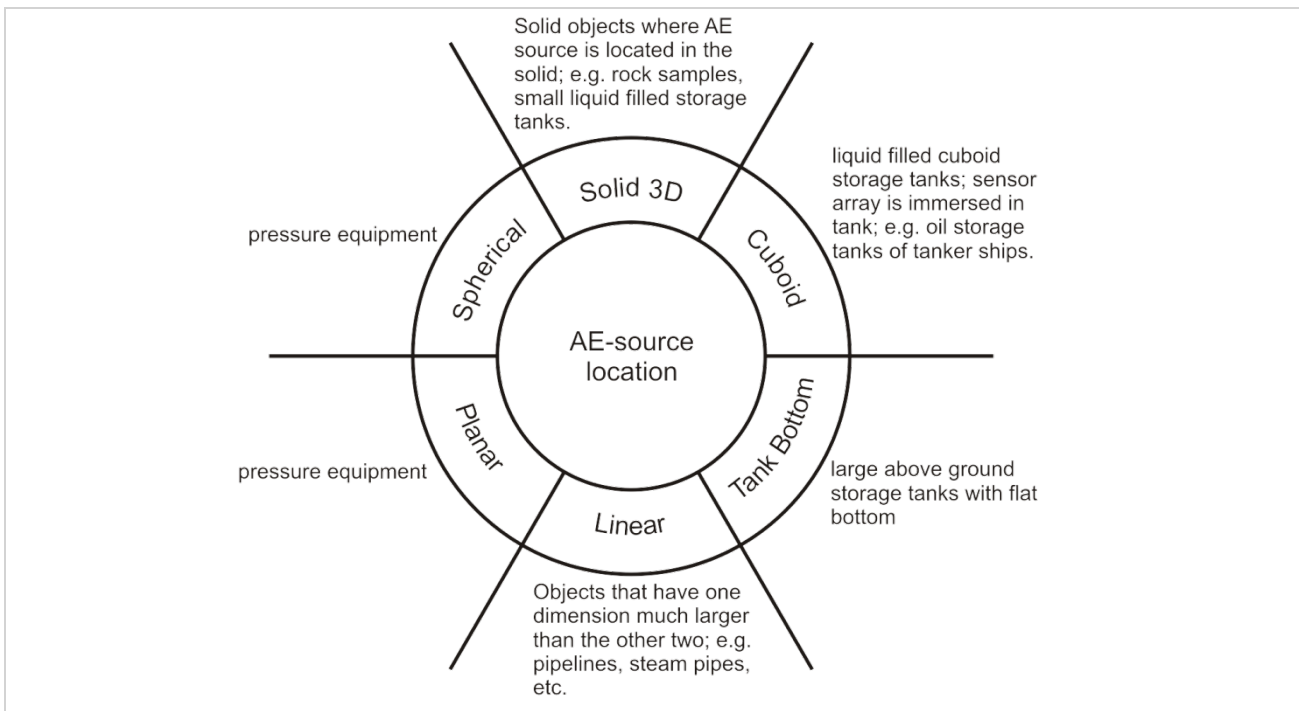 Solid objects where AE
source is located in the
solid; e.g. rock samples,
small liquid filled storage
tanks.
Solid 3D
liquid filled cuboid
storage tanks; sensor
array is immersed in
tank; e.g. oil storage
tanks of tanker ships.
Cuboid
pressure equipment
Spherical
AE-source
location
pressure equipment
Planar
Tank Bottom
large above ground
storage tanks with flat
bottom
Linear
Objects that have one
dimension much larger
than the other two; e.g.
pipelines, steam pipes,
etc.